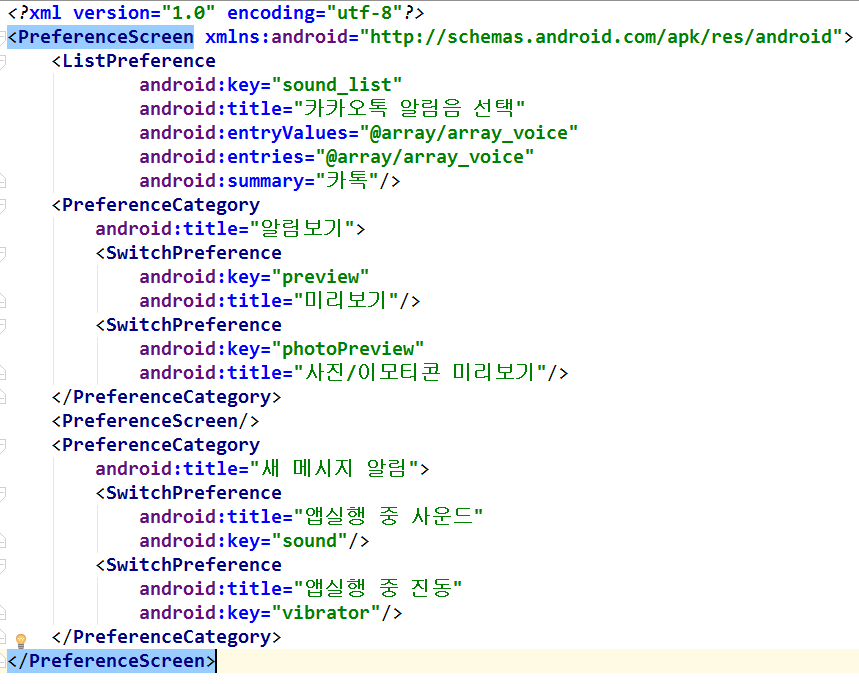 <?xml version="1.0" encoding="utf-8"?>
<PreferenceScreen xmlns:android="http://schemas.android.com/apk/res/android">
    <ListPreference
            android:key="sound_list"
            android:title="카카오톡 알림음 선택"
            android:entryValues="@array/array_voice"
            android:entries="@array/array_voice"
            android:summary="카톡"/>
    <PreferenceCategory
        android:title="알림보기">
        <SwitchPreference
            android:key="preview"
            android:title="미리보기"/>
        <SwitchPreference
            android:key="photoPreview"
            android:title="사진/이모티콘 미리보기"/>
    </PreferenceCategory>
    <PreferenceScreen/>
    <PreferenceCategory
        android:title="새 메시지 알림">
        <SwitchPreference
            android:title="앱실행 중 사운드"
            android:key="sound"/>
        <SwitchPreference
            android:title="앱실행 중 진동"
            android:key="vibrator"/>
    </PreferenceCategory>
</PreferenceScreen>